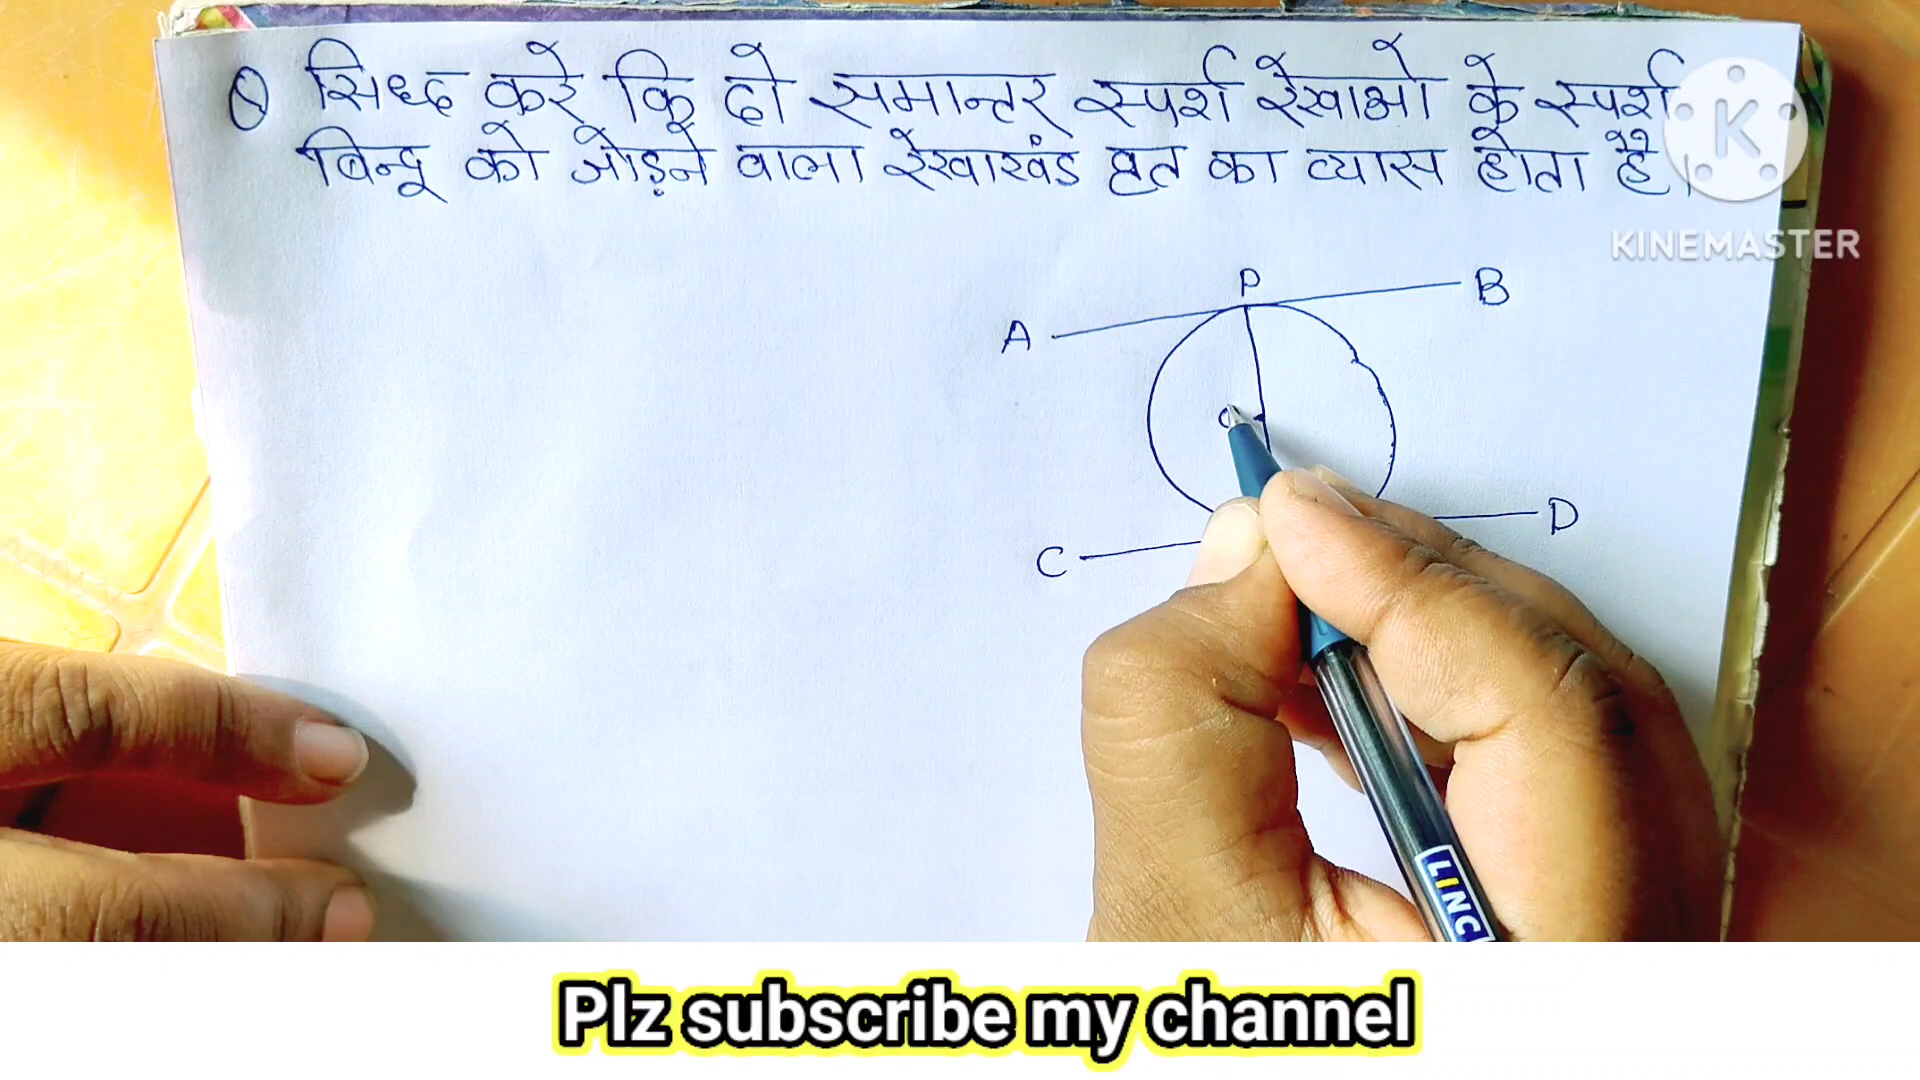 Q सिध्द करे कि दो समान्तर स्पर्श रेखाओ के स्पर्श
बिन्दू को जोड़ने वाला रेखाखंड वृत का व्यास होता है।
K
KINEMASTER
P
B
A
O
D
C
LINC
Plz subscribe my channel